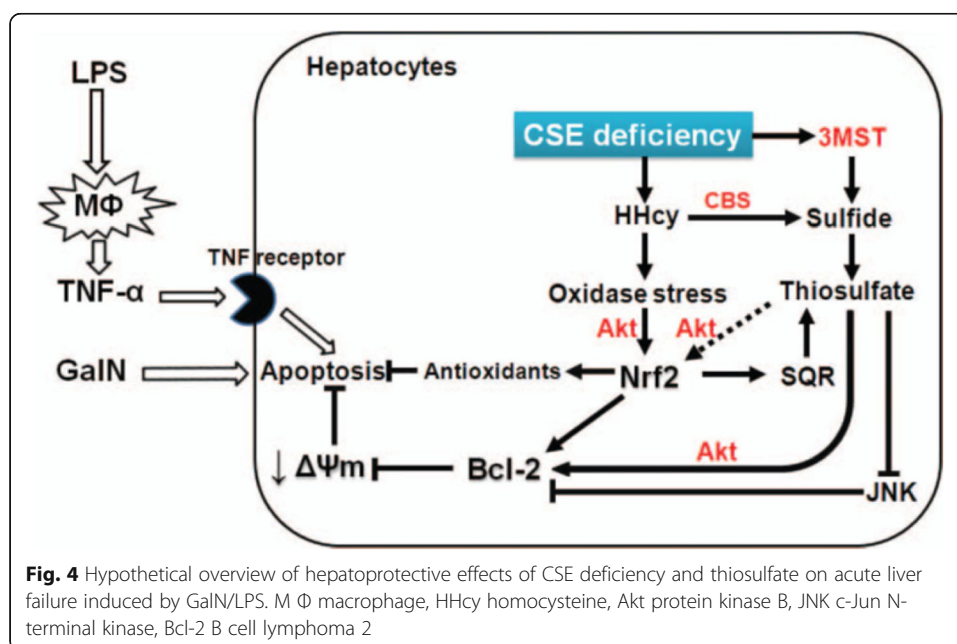 LPS
Hepatocytes
CSE deficiency
3MST
MΦ
HHcy
CBS
Sulfide
TNF receptor
TNF-α
Oxidase stress
Thiosulfate
Akt
Akt
GalN
Apoptosis
Antioxidants
Nrf2
SQR
↓ ΔΨm
Bcl-2
Akt
JNK
Fig. 4 Hypothetical overview of hepatoprotective effects of CSE deficiency and thiosulfate on acute liver
failure induced by GalN/LPS. M Φ macrophage, HHcy homocysteine, Akt protein kinase B, JNK c-Jun N-
terminal kinase, Bcl-2 B cell lymphoma 2